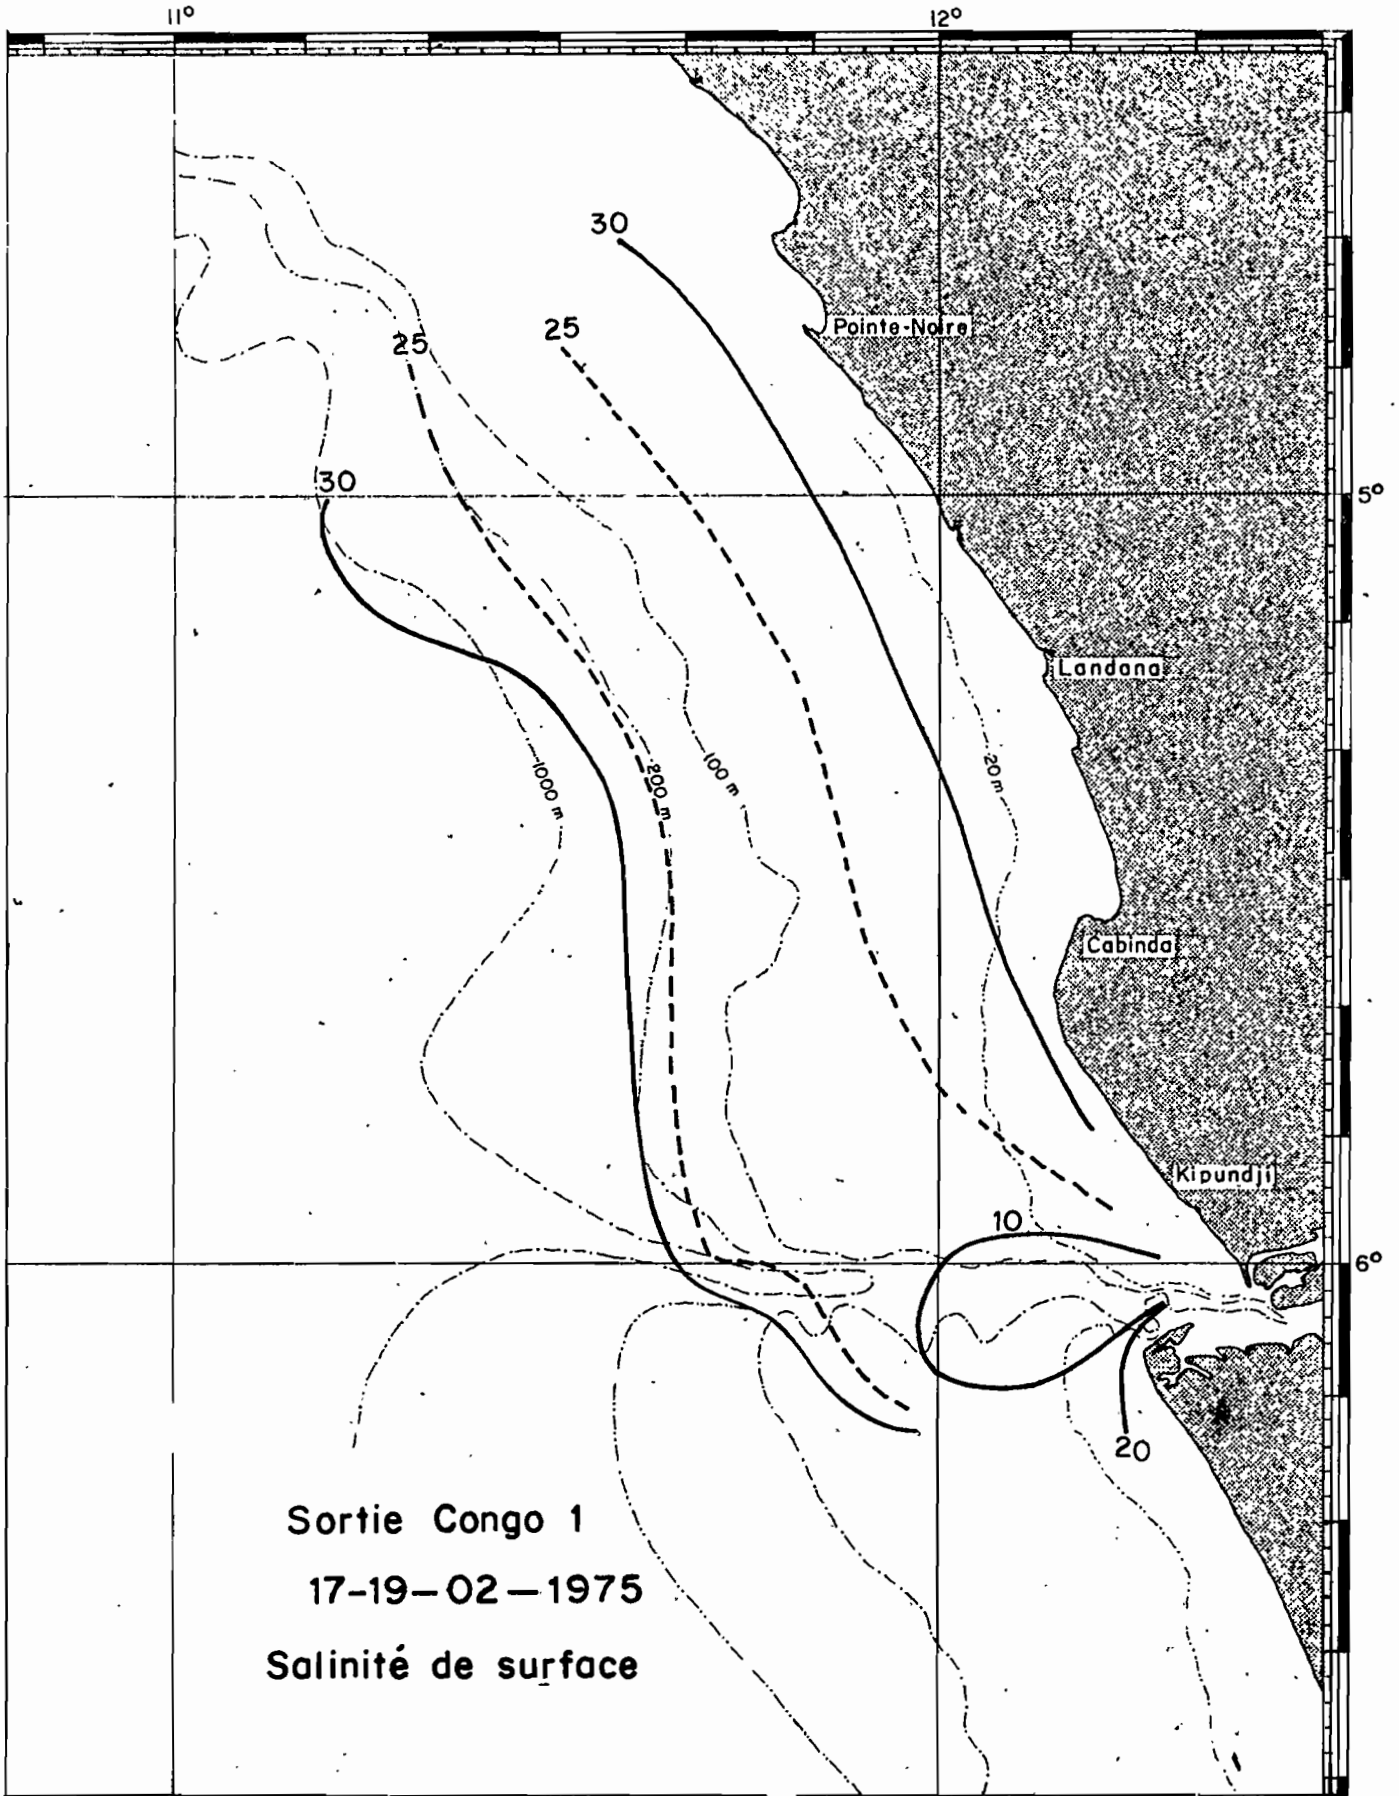 11°
12°
30
25
Pointe-Noire
25
30
5°
Landana
1000 m
200 m
100 m
20 m
Cabinda
Kipundji
10
6°
20
Sortie Congo 1
17-19-02-1975
Salinité de surface